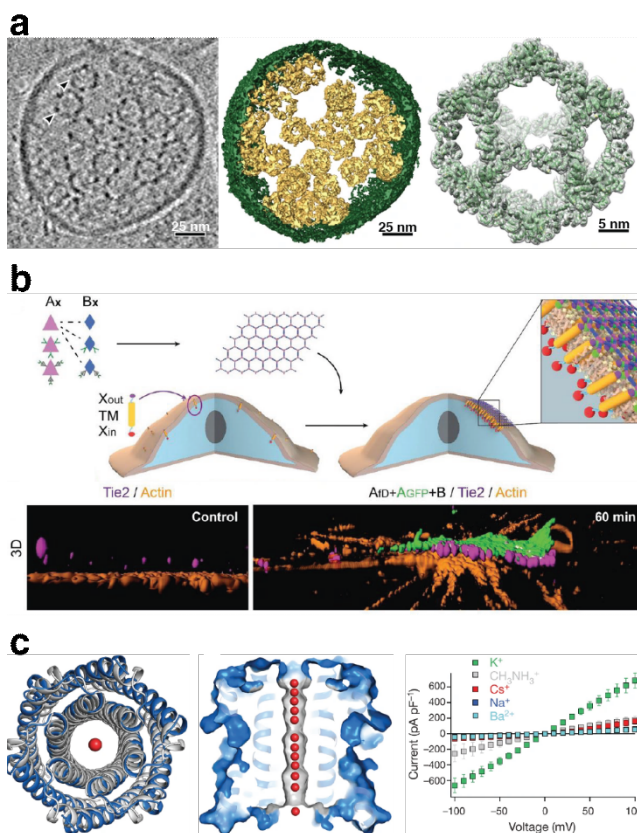 a
25 nm
25 nm
5 nm
b
Ax Bx
Xout
TM
Xin
Tie2 / Actin
AfD+AGFP+B / Tie2 / Actin
3D
Control
60 min
c
K⁺
CH₃NH₃⁺
Cs⁺
Na⁺
Ba²⁺
Current (pA pF⁻¹)
600
400
200
0
−200
−400
−600
−100
−50
0
50
100
Voltage (mV)